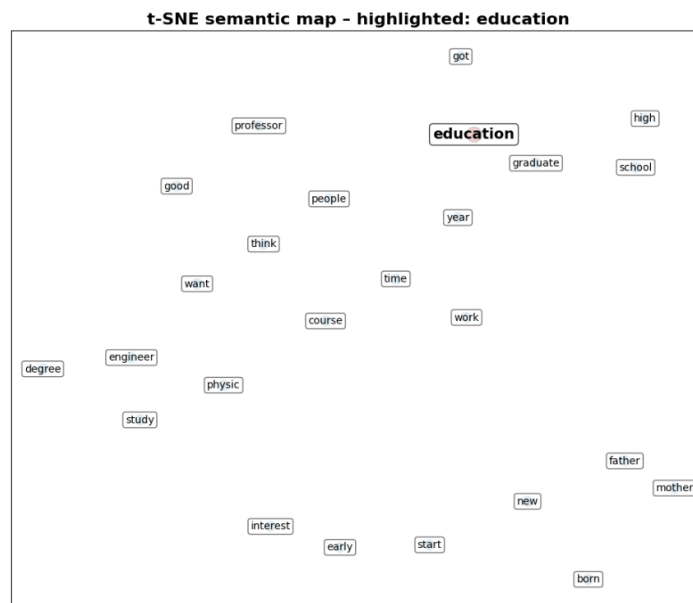 t-SNE semantic map – highlighted: education
got
high
professor
education
graduate
school
good
people
year
think
time
want
course
work
engineer
degree
physic
study
father
mother
new
interest
early
start
born